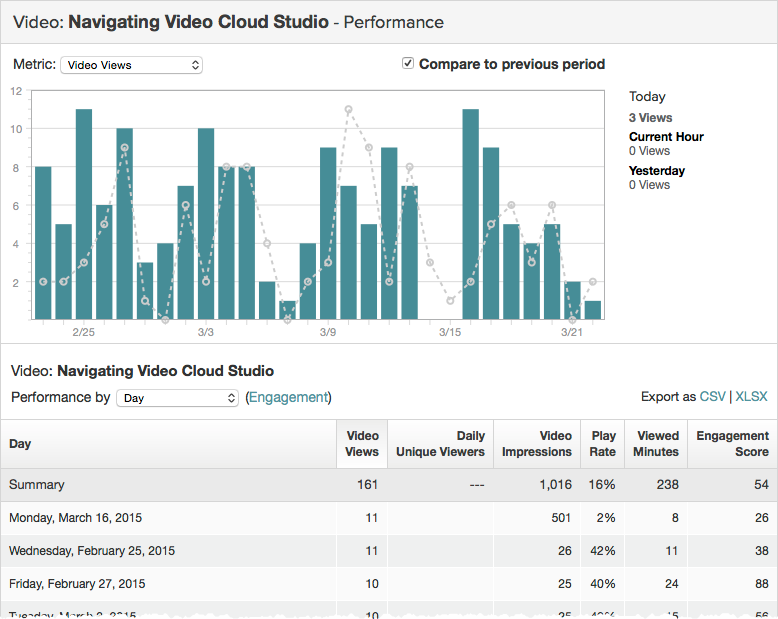 Video: Navigating Video Cloud Studio - Performance
Metric: Video Views
Compare to previous period
12
10
8
6
4
2
2/25 3/3 3/9 3/15 3/21
Today
3 Views
Current Hour
0 Views
Yesterday
0 Views
Video: Navigating Video Cloud Studio
Performance by Day (Engagement)
Export as CSV | XLSX
Day Video Views Daily Unique Viewers Video Impressions Play Rate Viewed Minutes Engagement Score
Summary 161 --- 1,016 16% 238 54
Monday, March 16, 2015 11 501 2% 8 26
Wednesday, February 25, 2015 11 26 42% 11 38
Friday, February 27, 2015 10 25 40% 24 88
Tuesday, March 2015 10